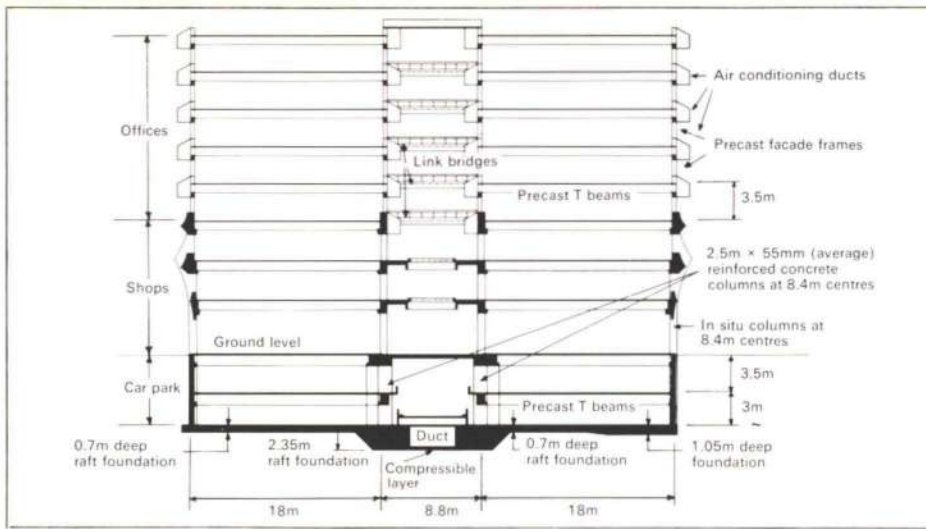 Offices
Link bridges
Air conditioning ducts
Precast facade frames
Precast T beams
3.5m
Shops
2.5m × 55mm (average)
reinforced concrete
columns at 8.4m centres
In situ columns at
8.4m centres
Ground level
Car park
3.5m
Precast T beams
3m
~
0.7m deep
raft foundation
2.35m
raft foundation
Duct
Compressible
layer
0.7m deep
raft foundation
1.05m deep
foundation
18m
8.8m
18m